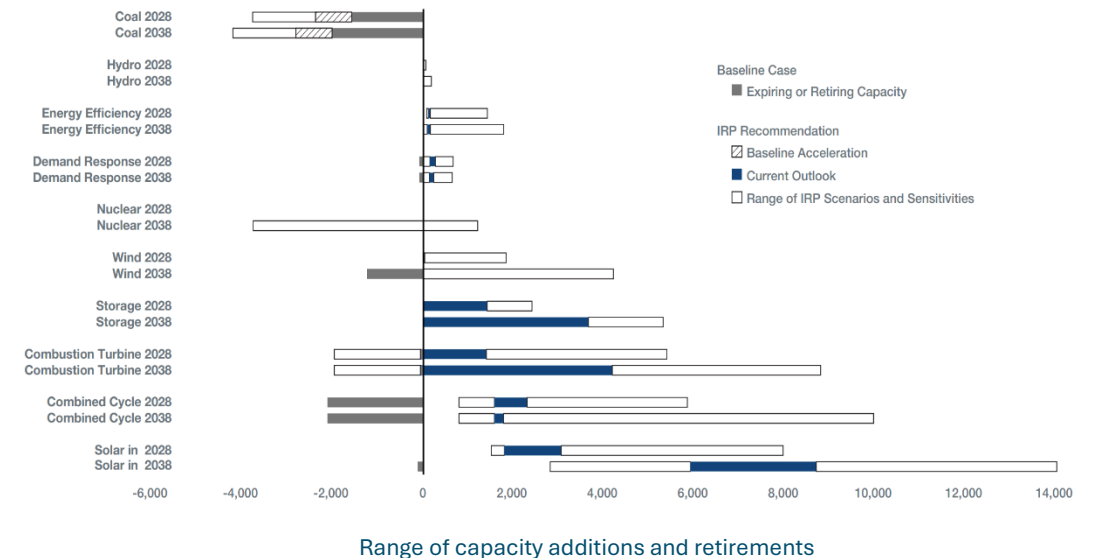 Coal 2028
Coal 2038
Hydro 2028
Hydro 2038
Energy Efficiency 2028
Energy Efficiency 2038
Demand Response 2028
Demand Response 2038
Nuclear 2028
Nuclear 2038
Wind 2028
Wind 2038
Storage 2028
Storage 2038
Combustion Turbine 2028
Combustion Turbine 2038
Combined Cycle 2028
Combined Cycle 2038
Solar in 2028
Solar in 2038
Baseline Case
Expiring or Retiring Capacity
IRP Recommendation
Baseline Acceleration
Current Outlook
Range of IRP Scenarios and Sensitivities
-6,000 -4,000 -2,000 0 2,000 4,000 6,000 8,000 10,000 12,000 14,000
Range of capacity additions and retirements